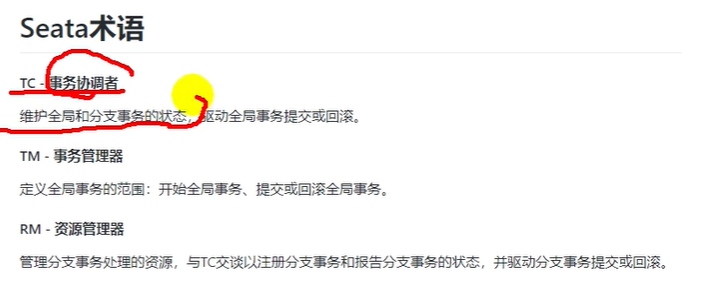 Seata术语
TC - 事务协调者
维护全局和分支事务的状态，驱动全局事务提交或回滚。
TM - 事务管理器
定义全局事务的范围：开始全局事务、提交或回滚全局事务。
RM - 资源管理器
管理分支事务处理的资源，与TC交谈以注册分支事务和报告分支事务的状态，并驱动分支事务提交或回滚。